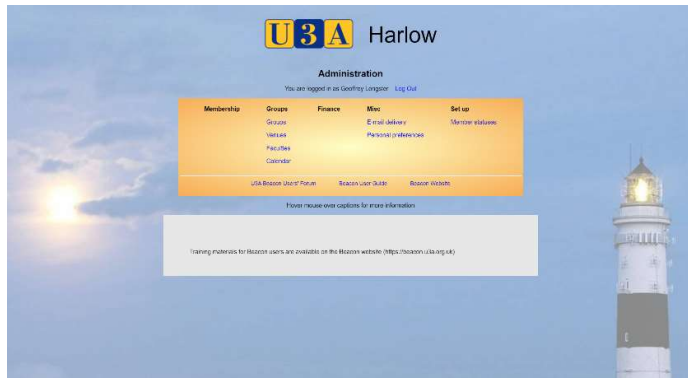 U3A Harlow
Administration
You are logged in as Geoffrey Longster Log Out
Membership Groups Finance Misc Set up
Groups E-mail delivery Member statuses
Venues Personal preferences
Faculties
Calendar
U3A Beacon Users' Forum Beacon User Guide Beacon Website
Hover mouse over captions for more information
Training materials for Beacon users are available on the Beacon website (https://beacon.u3a.org.uk)